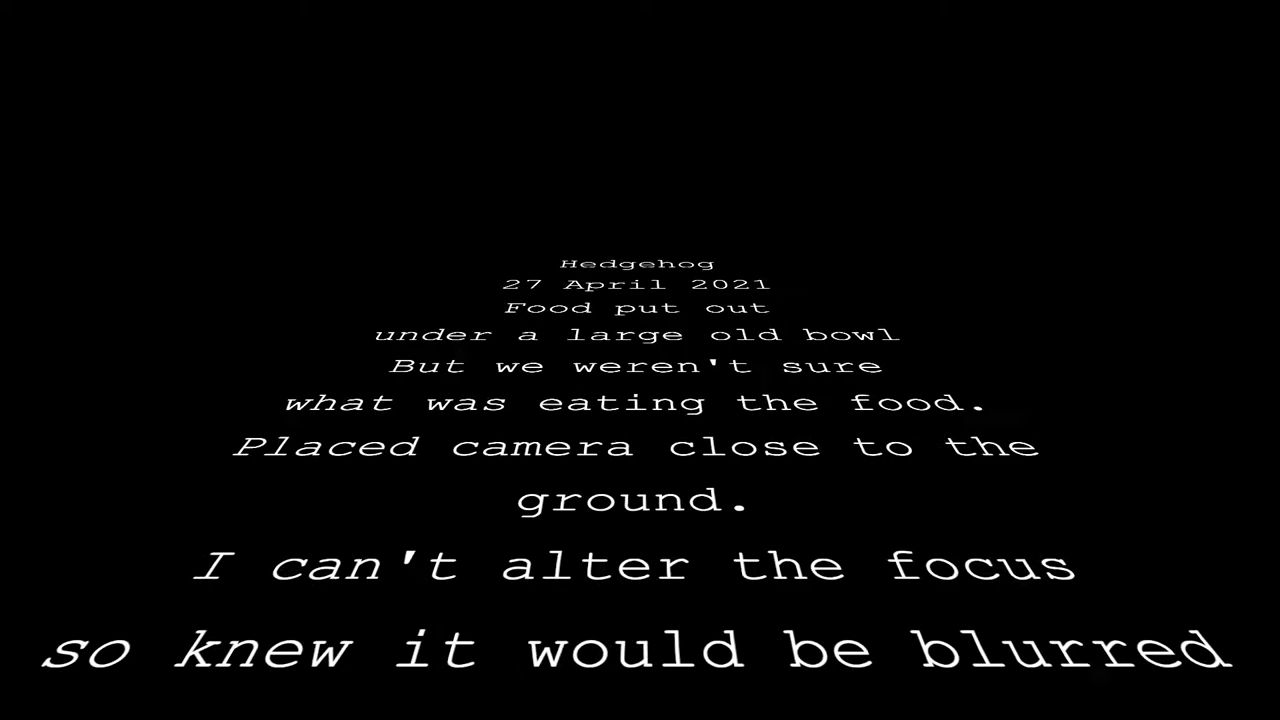 Hedgehog
27 April 2021
Food put out
under a large old bowl
But we weren't sure
what was eating the food.
Placed camera close to the
ground.
I can't alter the focus
so knew it would be blurred